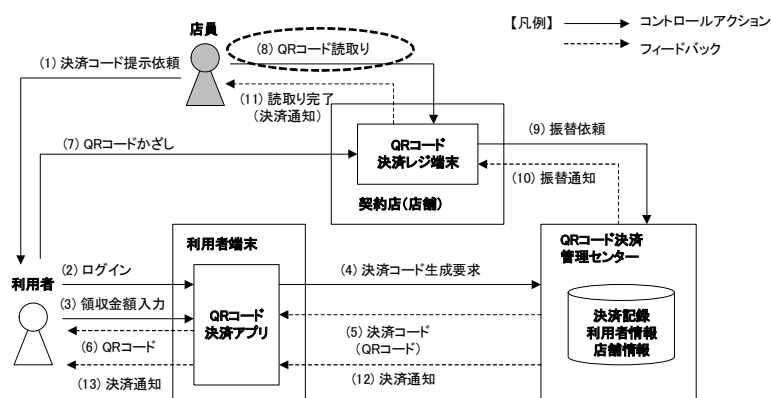 店員
【凡例】
コントロールアクション
フィードバック
(8) QRコード読取り
(1) 決済コード提示依頼
(11) 読取り完了
(決済通知)
(9) 振替依頼
(7) QRコードかざし
QRコード
決済レジ端末
(10) 振替通知
契約店(店舗)
利用者端末
QRコード決済
管理センター
(2) ログイン
(4) 決済コード生成要求
利用者
(3) 領収金額入力
QRコード
決済アプリ
決済記録
利用者情報
店舗情報
(5) 決済コード
(QRコード)
(6) QRコード
(13) 決済通知
(12) 決済通知